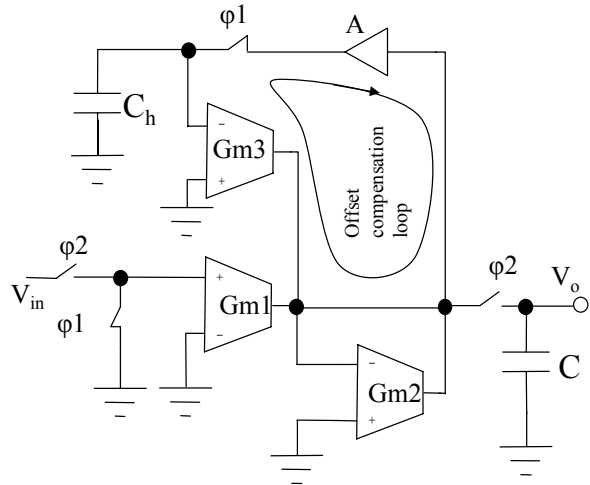 φ1
A
C_h
−
Gm3
+
Offset
compensation
loop
φ2
V_in
φ1
+
Gm1
−
φ2
V_o
−
Gm2
+
C